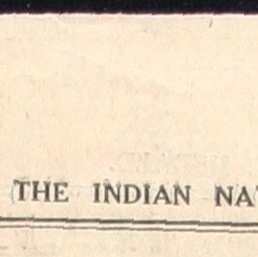 THE INDIAN NA